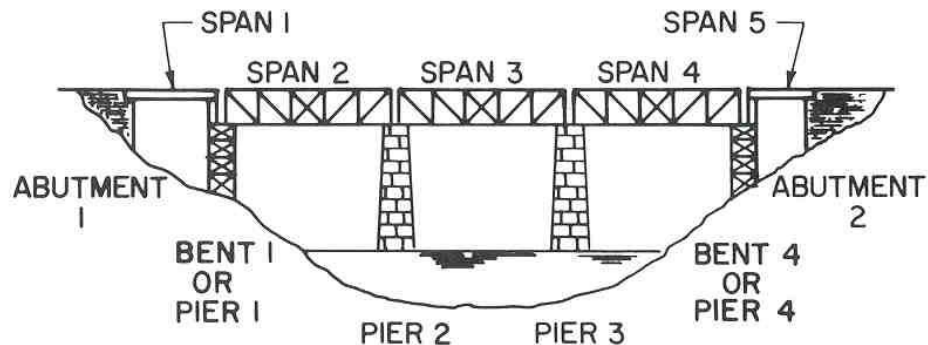 SPAN 1
SPAN 5
SPAN 2
SPAN 3
SPAN 4
ABUTMENT
1
ABUTMENT
2
BENT 1
OR
PIER 1
BENT 4
OR
PIER 4
PIER 2
PIER 3